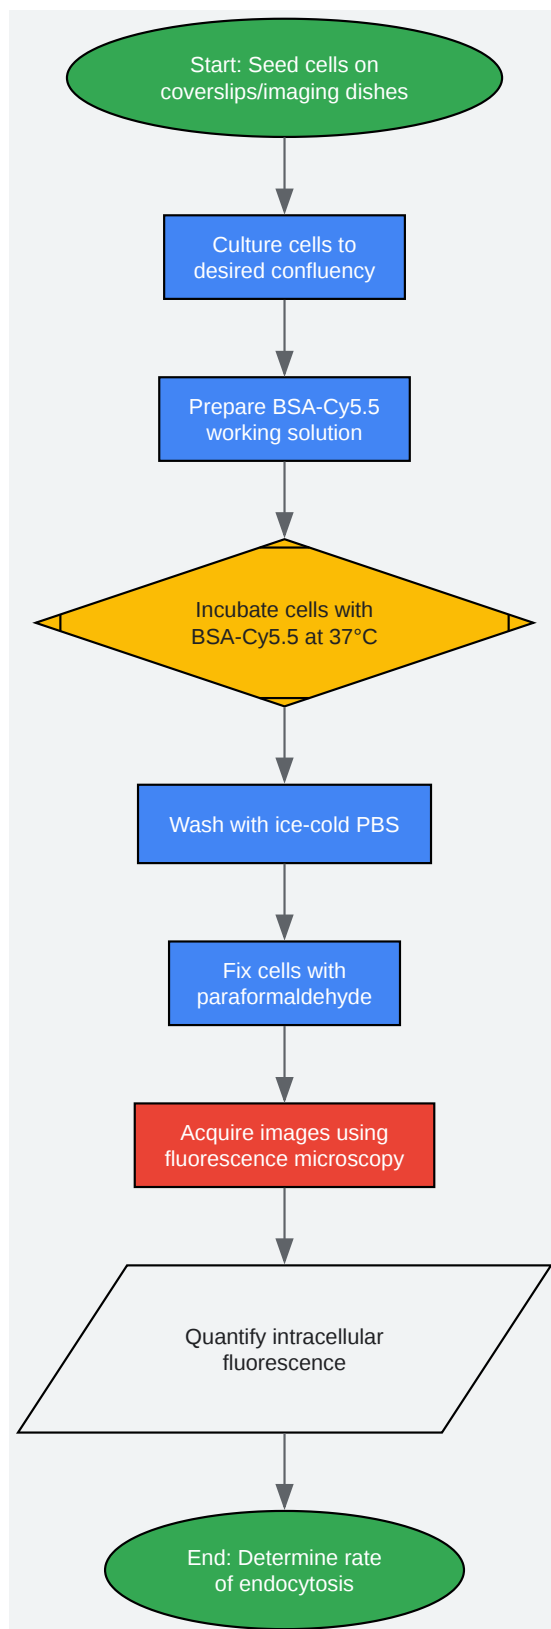 Start: Seed cells on
coverslips/imaging dishes
Culture cells to
desired confluency
Prepare BSA-Cy5.5
working solution
Incubate cells with
BSA-Cy5.5 at 37°C
Wash with ice-cold PBS
Fix cells with
paraformaldehyde
Acquire images using
fluorescence microscopy
Quantify intracellular
fluorescence
End: Determine rate
of endocytosis